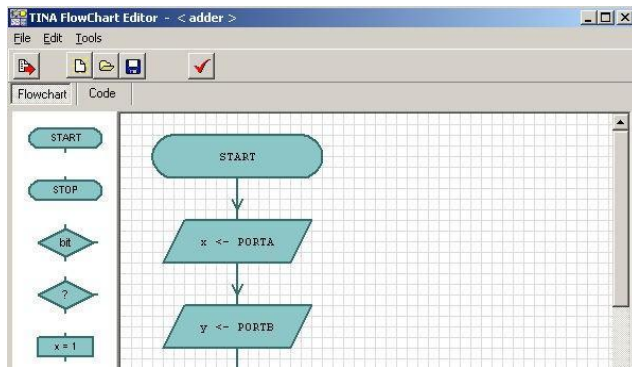 TINA FlowChart Editor - < adder >
File Edit Tools
Flowchart Code
START
STOP
bit
?
x = 1
START
x <- PORTA
y <- PORTB